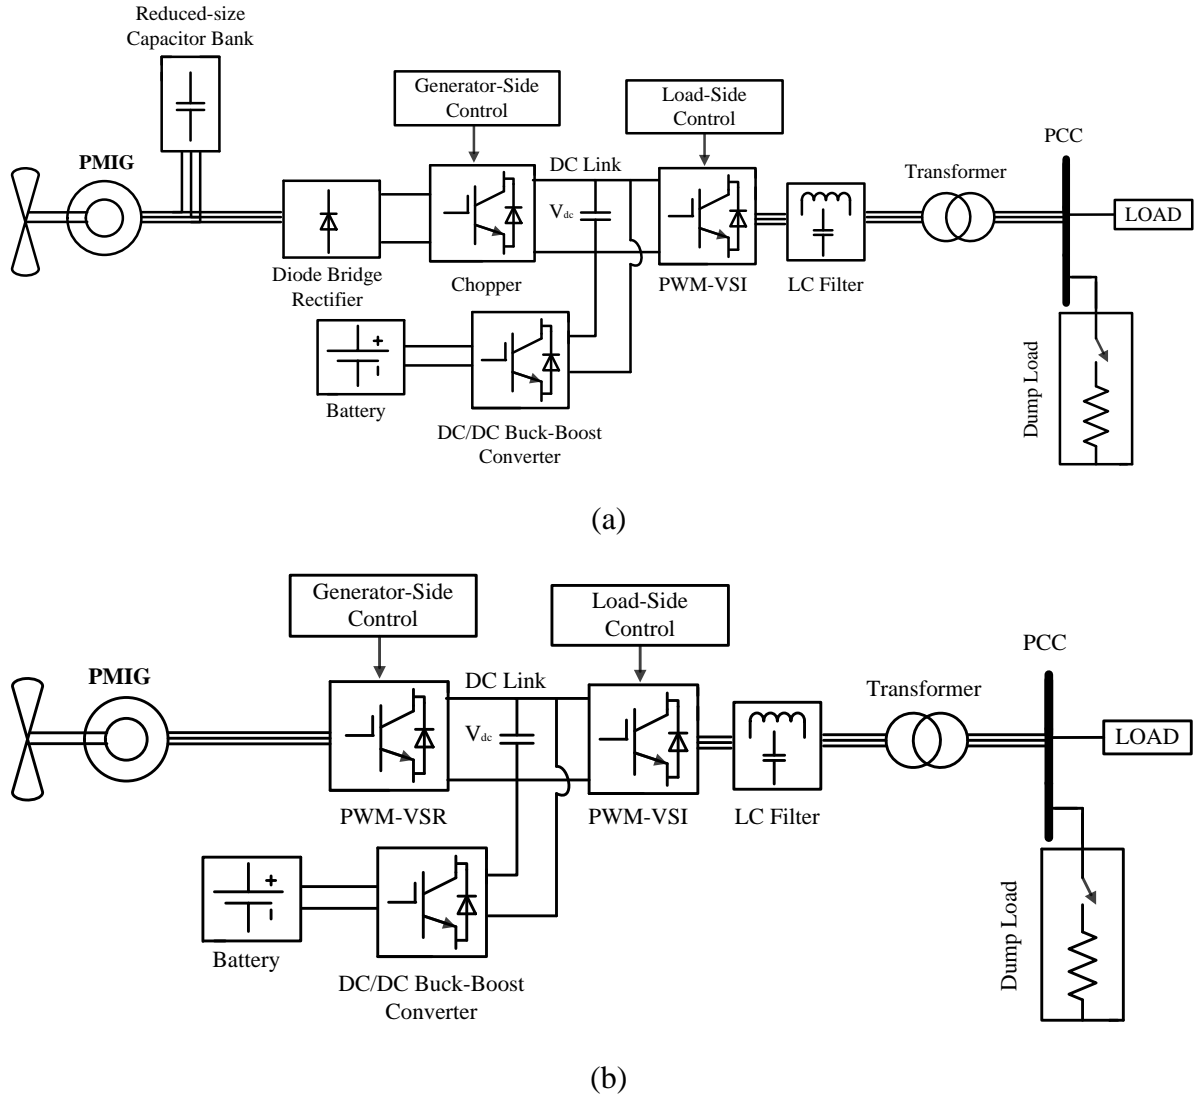 Reduced-size
Capacitor Bank
Generator-Side
Control
Load-Side
Control
PCC
PMIG
DC Link
Transformer
V dc
LOAD
Diode Bridge
Rectifier
Chopper
PWM-VSI
LC Filter
+
Battery
DC/DC Buck-Boost
Converter
Dump Load
(a)
Generator-Side
Control
Load-Side
Control
PCC
PMIG
DC Link
Transformer
V dc
LOAD
PWM-VSR
PWM-VSI
LC Filter
+
Battery
DC/DC Buck-Boost
Converter
Dump Load
(b)